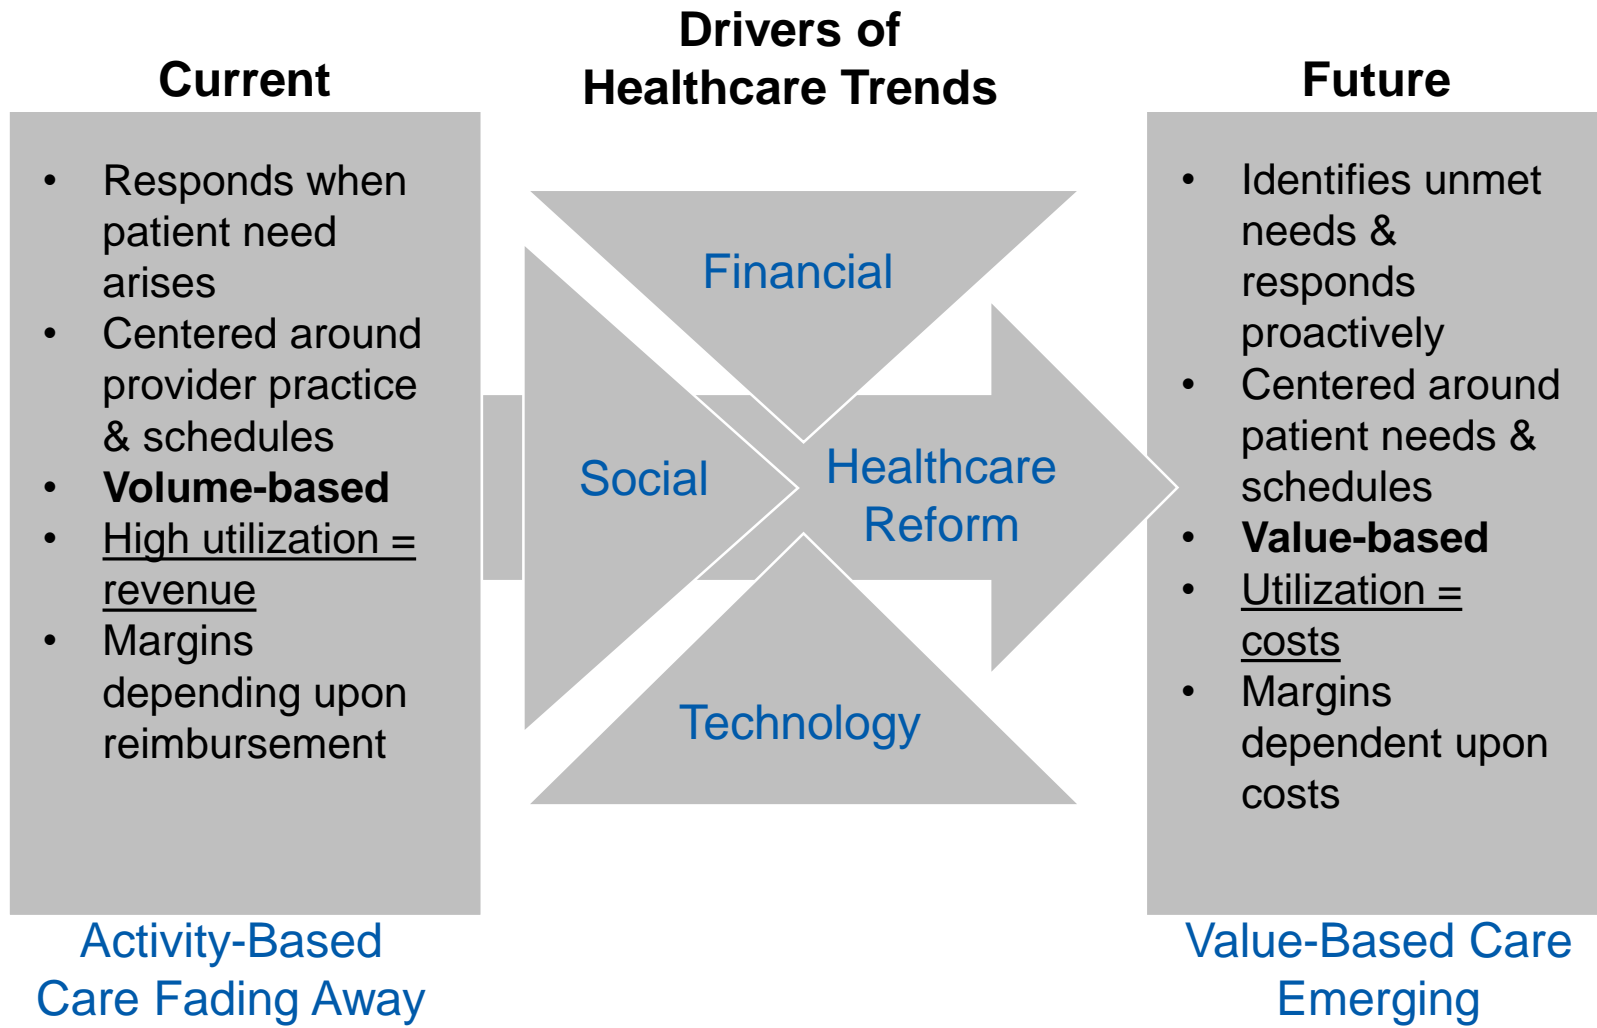 Drivers of
Healthcare Trends
Current
• Responds when
patient need
arises
• Centered around
provider practice
& schedules
• Volume-based
• High utilization =
revenue
• Margins
depending upon
reimbursement
Activity-Based
Care Fading Away
Financial
Social
Healthcare
Reform
Technology
Future
• Identifies unmet
needs &
responds
proactively
• Centered around
patient needs &
schedules
• Value-based
• Utilization =
costs
• Margins
dependent upon
costs
Value-Based Care
Emerging